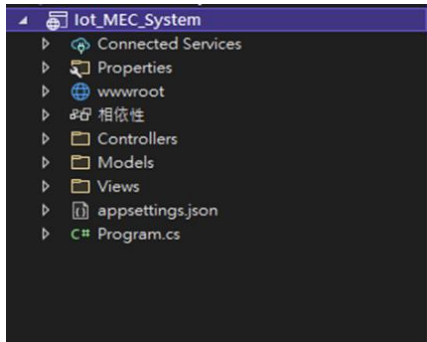 Iot_MEC_System
Connected Services
Properties
wwwroot
相依性
Controllers
Models
Views
appsettings.json
C# Program.cs